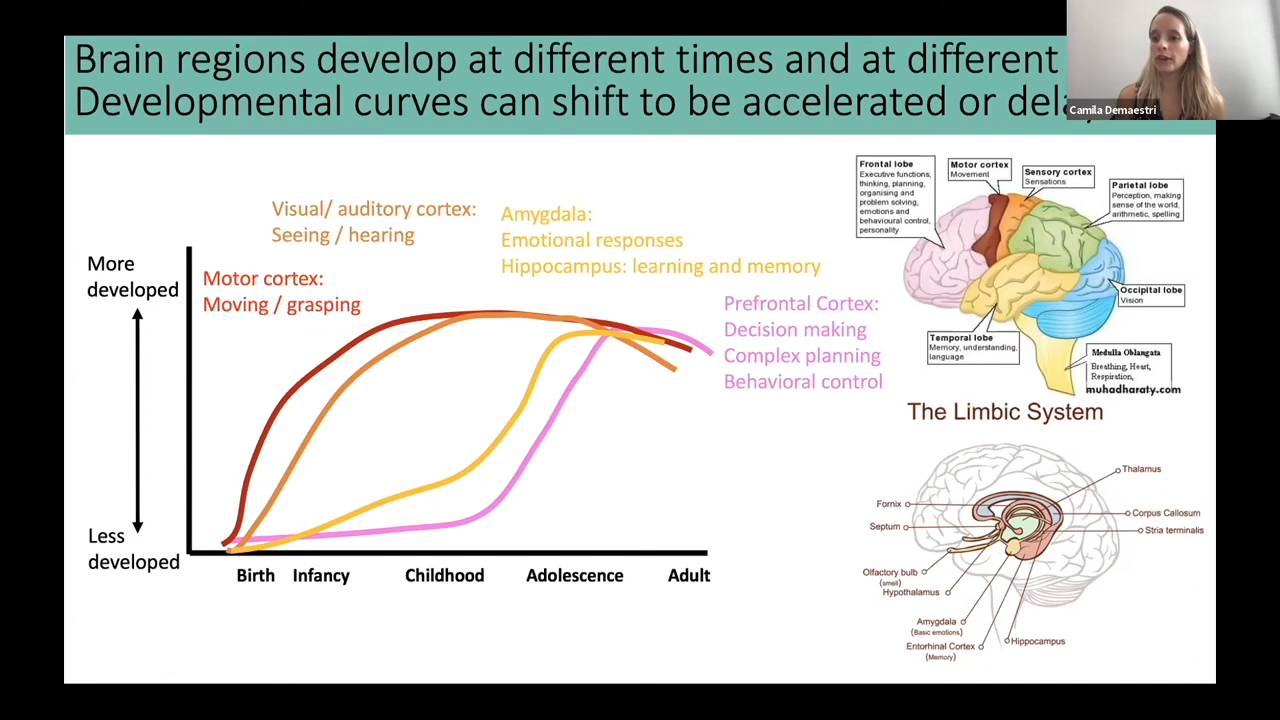 Brain regions develop at different times and at different
Developmental curves can shift to be accelerated or
Camila Demaestri
Visual/ auditory cortex:
Seeing / hearing
Amygdala:
Emotional responses
Hippocampus: learning and memory
More
developed
Motor cortex:
Moving / grasping
Prefrontal Cortex:
Decision making
Complex planning
Behavioral control
Less
developed
Birth
Infancy
Childhood
Adolescence
Adult
Frontal lobe
Executive functions,
thinking, planning,
organising and
problem solving,
emotions and
behavioural control,
personality
Motor cortex
Movement
Sensory cortex
Sensations
Parietal lobe
Perception, making
sense of the world,
arithmetic, spelling
Occipital lobe
Vision
Temporal lobe
Memory, understanding,
language
Medulla Oblangata
Breathing, Heart,
Respiration,
muhadharaty.com
The Limbic System
Thalamus
Fornix
Corpus Callosum
Septum
Stria terminalis
Olfactory bulb
(smell)
Hypothalamus
Amygdala
(Basic emotions)
Hippocampus
Entorhinal Cortex
(Memory)